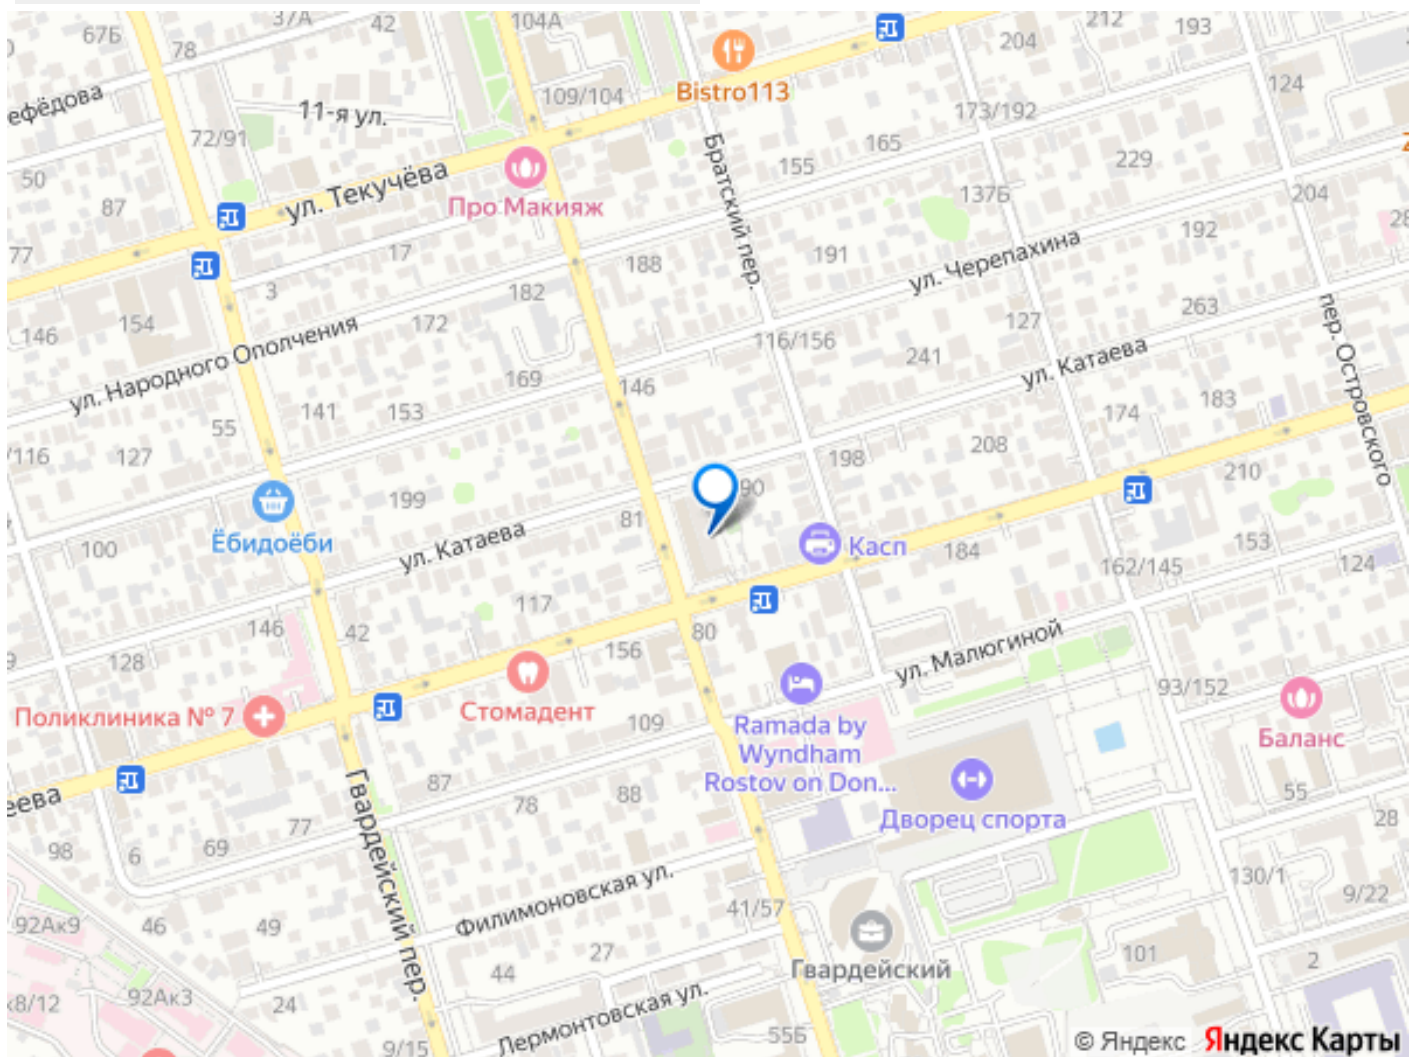 67Б
78
37А
42
104А
212
193
204
124
Bistro113
ефёдова
11-я ул.
109/104
173/192
72/91
165
155
229
50
87
ул. Текучёва
Про Макияж
Братский пер.
137Б
204
77
17
188
191
ул. Черепахина
192
28
3
182
146
154
172
ул. Народного Ополчения
116/156
127
263
пер. Островского
241
ул. Катаева
169
146
141
153
55
174
183
/116
127
208
198
210
199
90
81
Ёбидоёби
ул. Катаева
Касп
100
184
153
162/145
124
117
146
42
128
80
156
ул. Малюгиной
93/152
Поликлиника № 7
Стомадент
109
Ramada by
Wyndham
Rostov on Don...
Баланс
еева
Гвардейский пер.
87
78
88
Дворец спорта
55
77
69
98
6
28
130/1
9/22
Филимоновская ул.
41/57
92Ак9
46
49
27
Гвардейский
101
2
44
к8/12
92Ак3
24
Лермонтовская ул.
55Б
9/15
© Яндекс Яндекс Карты